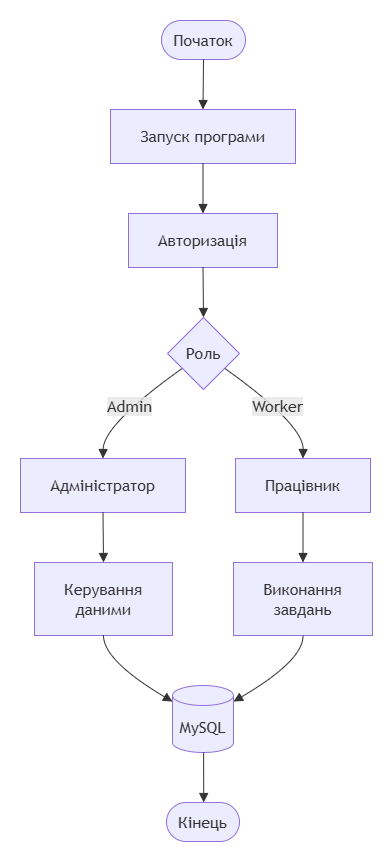 Початок
Запуск програми
Авторизація
Роль
Admin
Worker
Адміністратор
Працівник
Керування
даними
Виконання
завдань
MySQL
Кінець